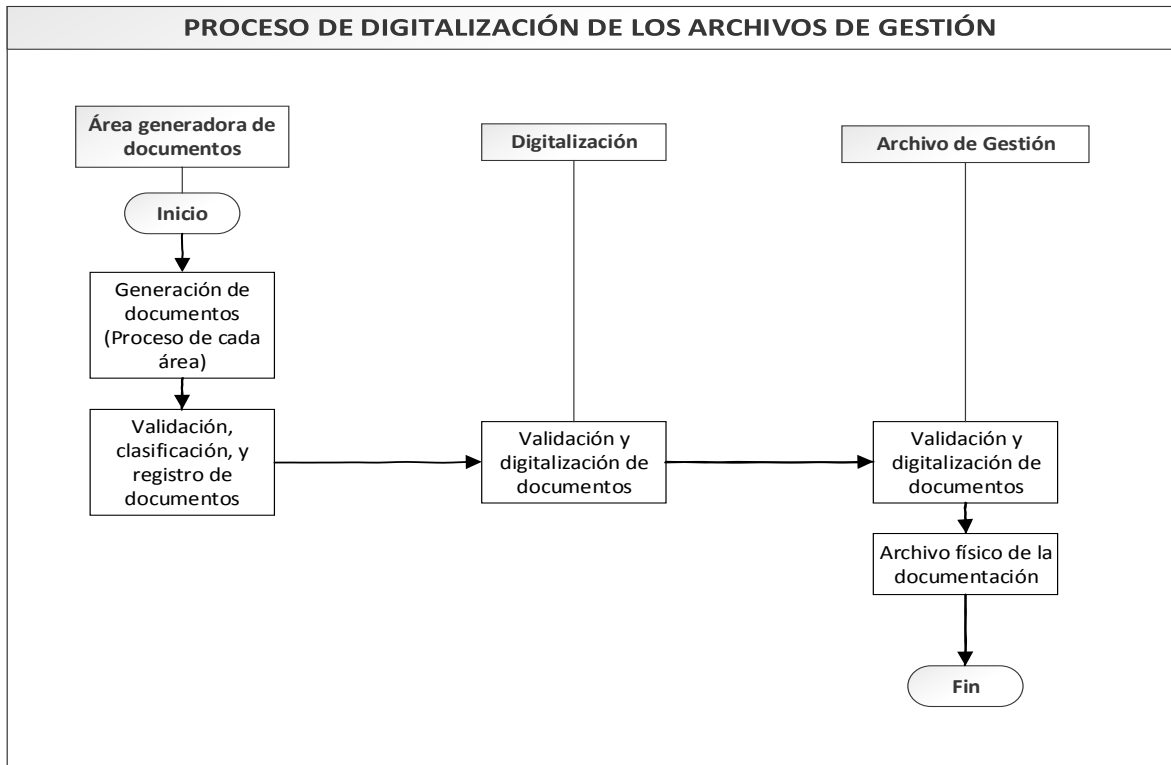 PROCESO DE DIGITALIZACIÓN DE LOS ARCHIVOS DE GESTIÓN
Área generadora de
documentos
Digitalización
Archivo de Gestión
Inicio
Generación de
documentos
(Proceso de cada
área)
Validación,
clasificación, y
registro de
documentos
Validación y
digitalización de
documentos
Validación y
digitalización de
documentos
Archivo físico de la
documentación
Fin